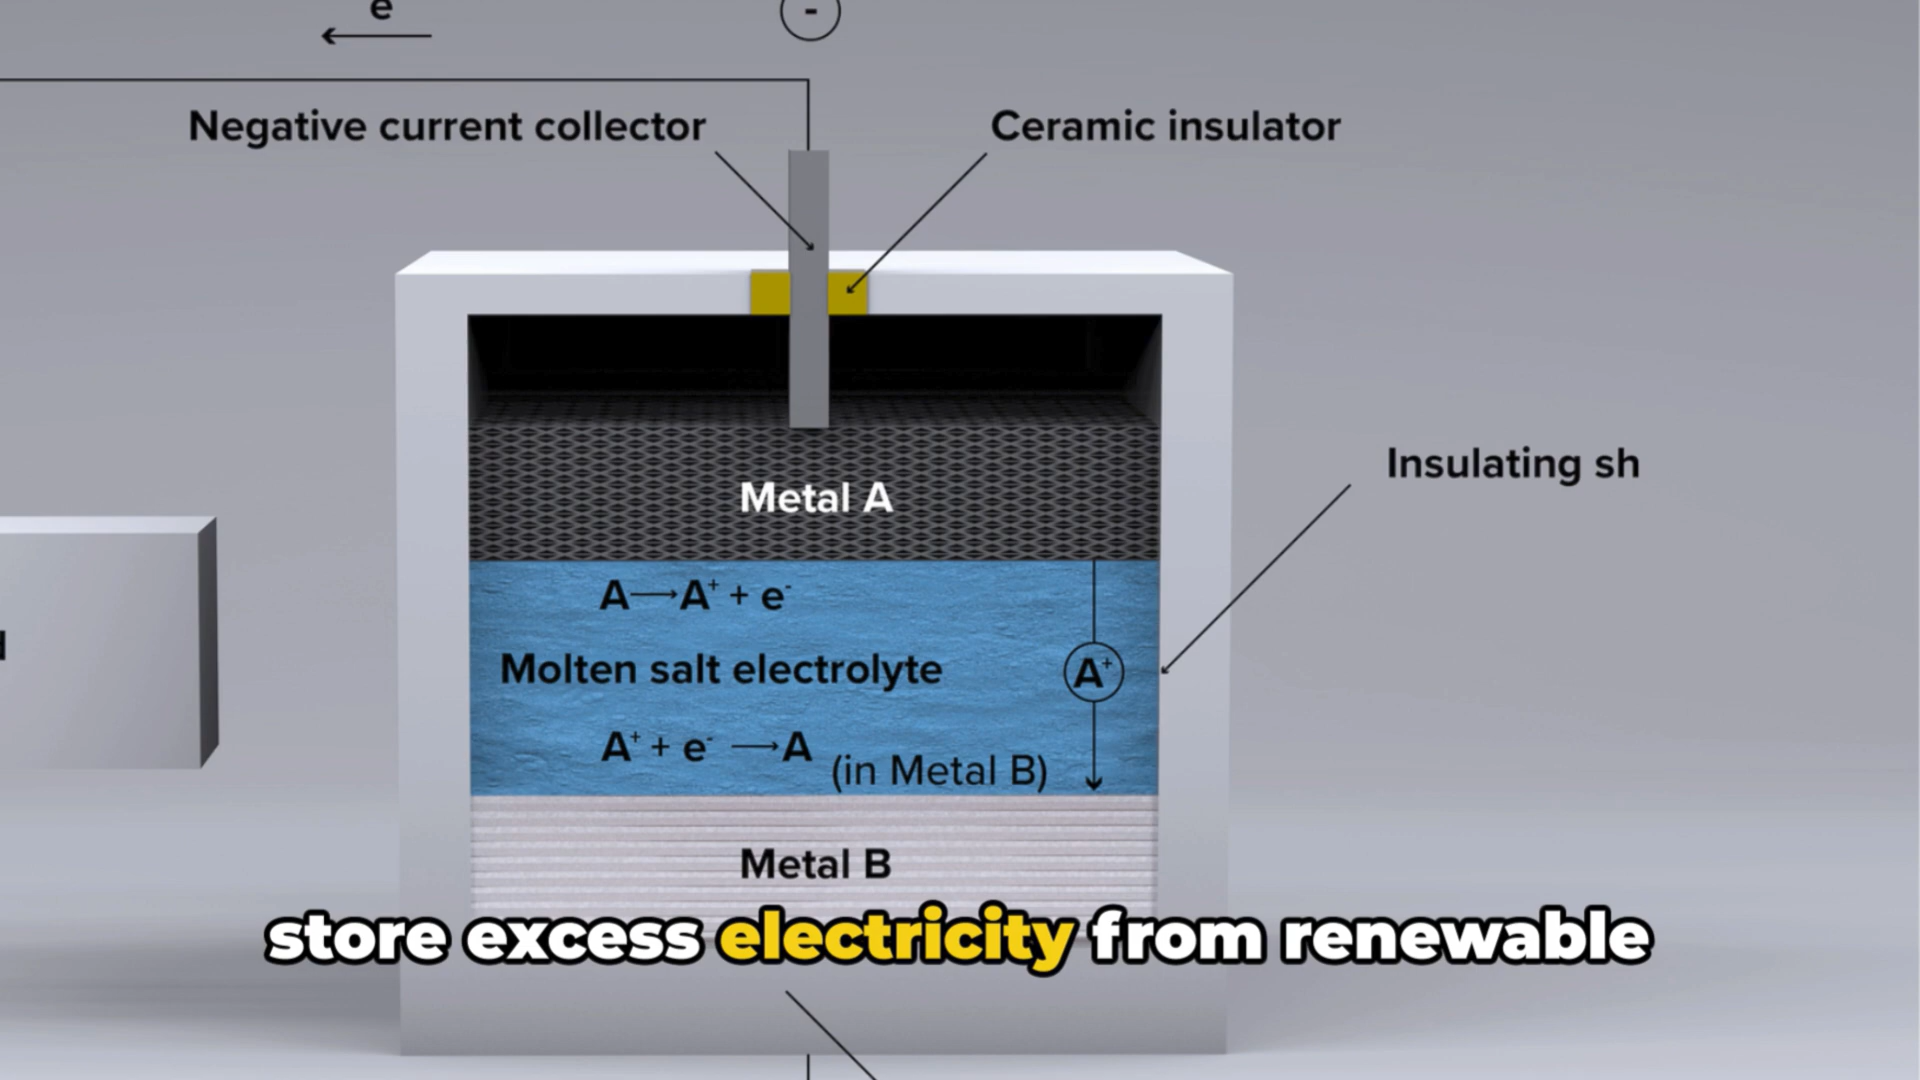 e
-
Negative current collector
Ceramic insulator
Insulating sh
Metal A
A→A⁺ + e⁻
Molten salt electrolyte
A⁺
A⁺ + e⁻ →A
(in Metal B)
Metal B
store excess electricity from renewable